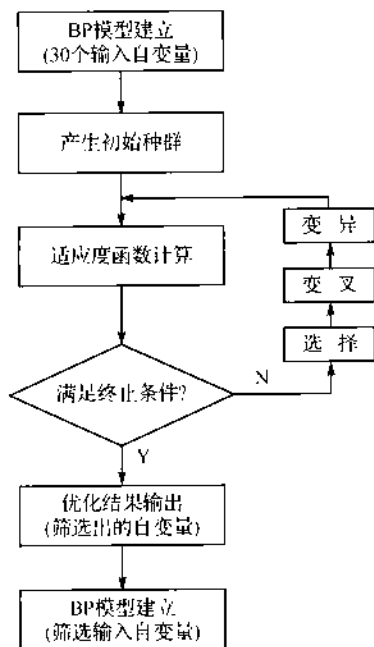 BP模型建立
(30个输入自变量)
产生初始种群
适应度函数计算
变 异
变 叉
选 择
满足终止条件?
N
Y
优化结果输出
(筛选出的自变量)
BP模型建立
(筛选输入自变量)